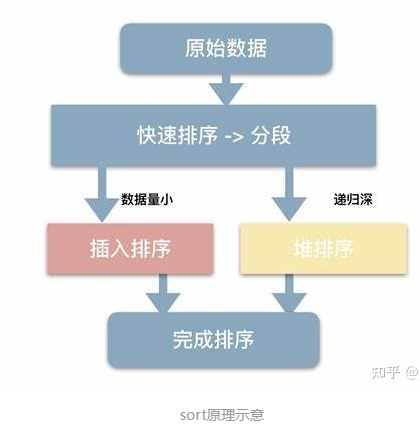 原始数据
快速排序 -> 分段
数据量小
递归深
插入排序
堆排序
完成排序
知乎 @
sort原理示意